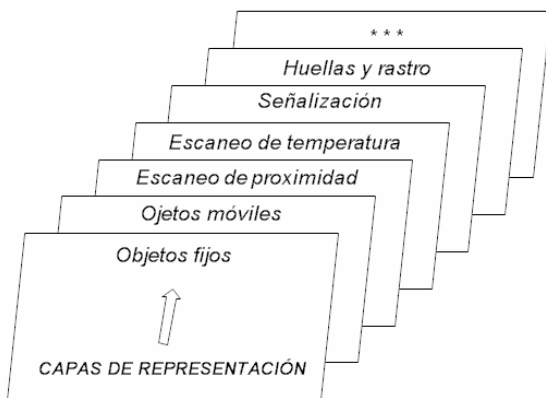 * * *
Huellas y rastro
Señalización
Escaneo de temperatura
Escaneo de proximidad
Ojetos móviles
Objetos fijos
CAPAS DE REPRESENTACIÓN